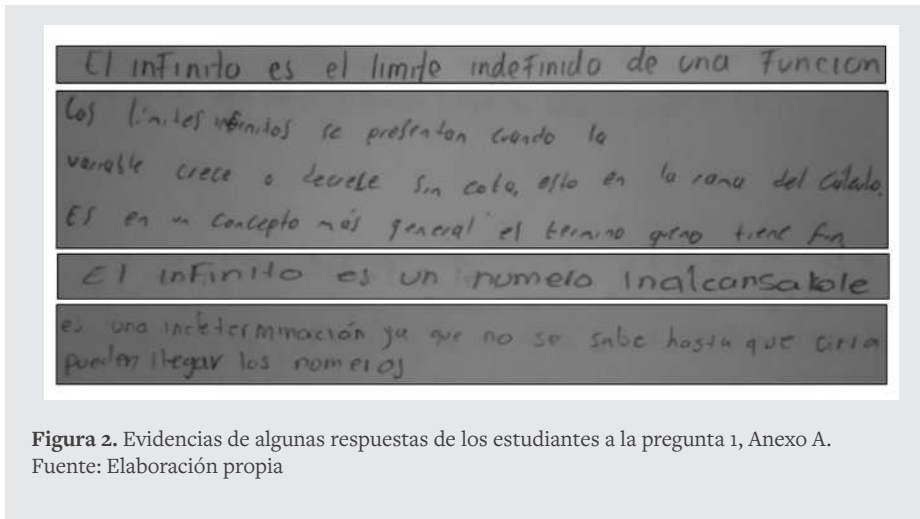 El infinito es el limite indefinido de una Funcion
Los límites infinitos se presentan cuando la
variable crece o decrece sin cota, esto en la rama del Cálculo.
ES en un concepto más general el termino que no tiene fin
El infinito es un numero inalcansable
es una indeterminación ya que no se sabe hasta que cifra
pueden llegar los numeros
Figura 2. Evidencias de algunas respuestas de los estudiantes a la pregunta 1, Anexo A.
Fuente: Elaboración propia